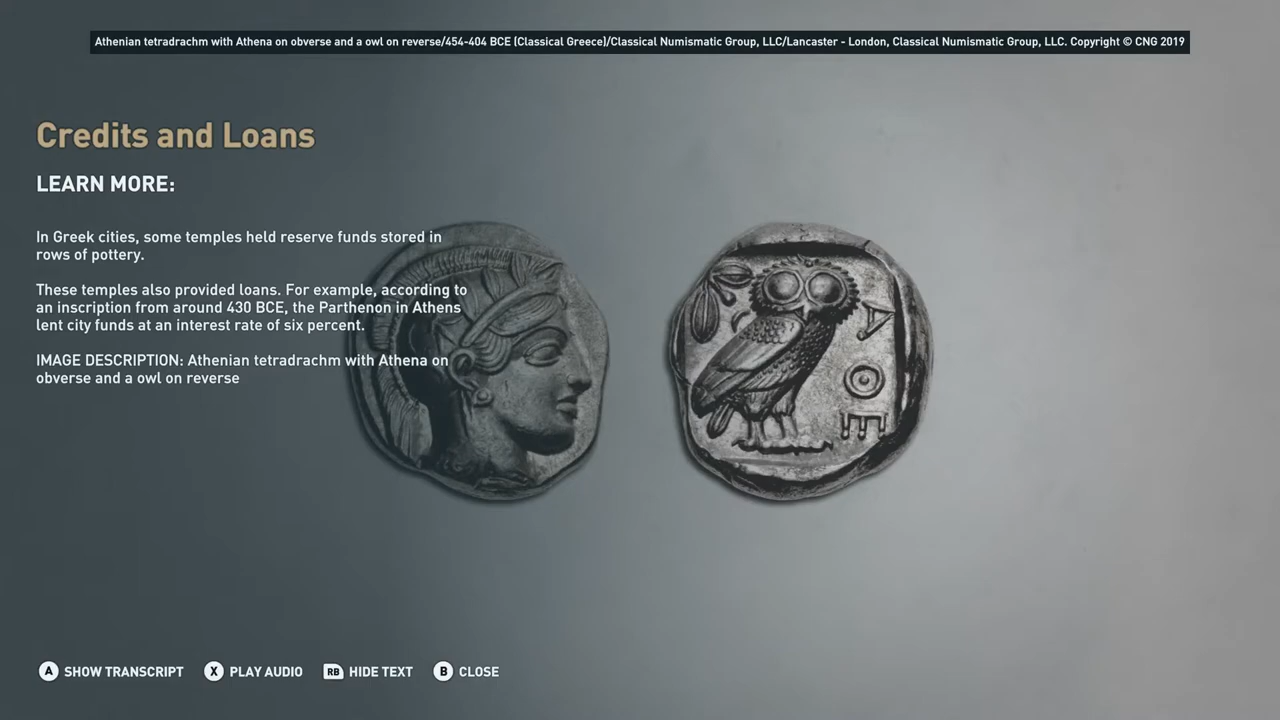 Athenian tetradrachm with Athena on obverse and a owl on reverse/454-404 BCE (Classical Greece)/Classical Numismatic Group, LLC/Lancaster - London, Classical Numismatic Group, LLC. Copyright © CNG 2019
Credits and Loans
LEARN MORE:
In Greek cities, some temples held reserve funds stored in
rows of pottery.
These temples also provided loans. For example, according to
an inscription from around 430 BCE, the Parthenon in Athens
lent city funds at an interest rate of six percent.
IMAGE DESCRIPTION: Athenian tetradrachm with Athena on
obverse and a owl on reverse
Α
Θ
Ε
A SHOW TRANSCRIPT X PLAY AUDIO RB HIDE TEXT B CLOSE